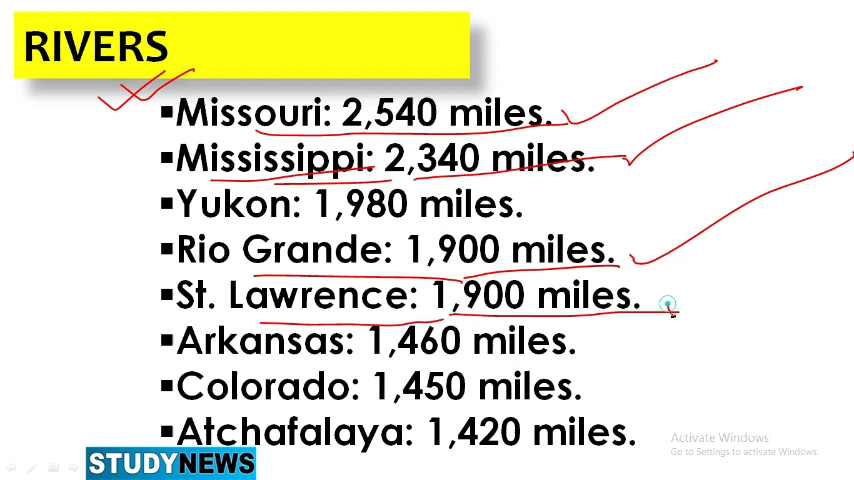 RIVERS
▪Missouri: 2,540 miles.
▪Mississippi: 2,340 miles.
▪Yukon: 1,980 miles.
▪Rio Grande: 1,900 miles.
▪St. Lawrence: 1,900 miles.
▪Arkansas: 1,460 miles.
▪Colorado: 1,450 miles.
▪Atchafalaya: 1,420 miles.
Activate Windows
Go to Settings to activate Windows.
STUDYNEWS